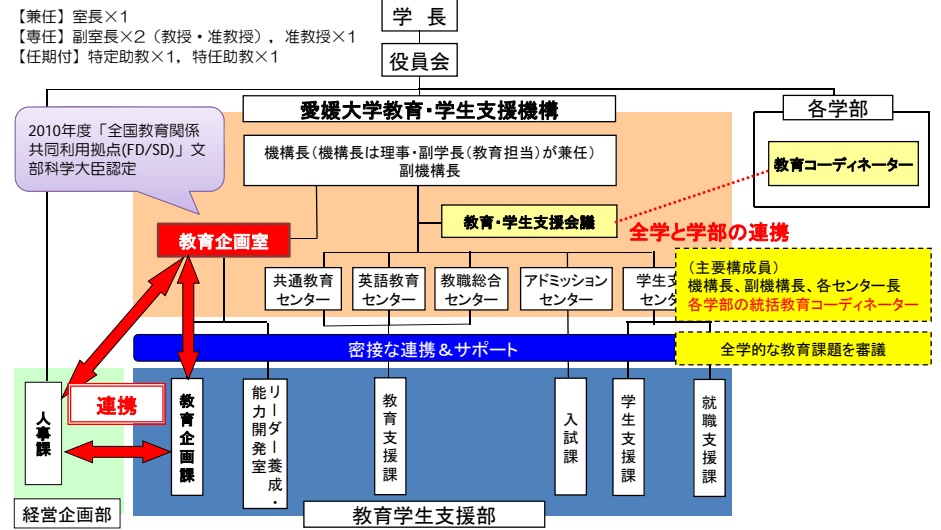 【兼任】室長×1
【専任】副室長×2（教授・准教授），准教授×1
【任期付】特定助教×1，特任助教×1
学　長
役員会
愛媛大学教育・学生支援機構
各学部
2010年度「全国教育関係
共同利用拠点(FD/SD)」文
部科学大臣認定
機構長（機構長は理事・副学長（教育担当）が兼任）
副機構長
教育コーディネーター
教育・学生支援会議
全学と学部の連携
教育企画室
共通教育
センター
英語教育
センター
教職総合
センター
アドミッション
センター
学生支
センタ
（主要構成員）
機構長、副機構長、各センター長
各学部の統括教育コーディネーター
密接な連携＆サポート
全学的な教育課題を審議
連携
人事課
教育企画課
リーダー養成・
能力開発室
教育支援課
入試課
学生支援課
就職支援課
経営企画部
教育学生支援部